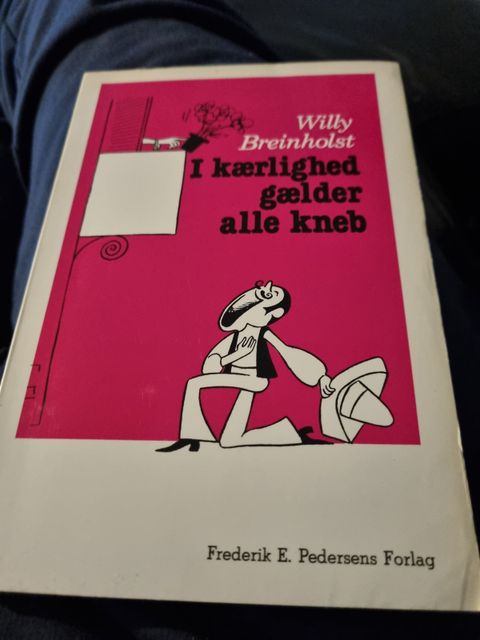 Willy
Breinholst
I kærlighed
gælder
alle kneb
Frederik E. Pedersens Forlag